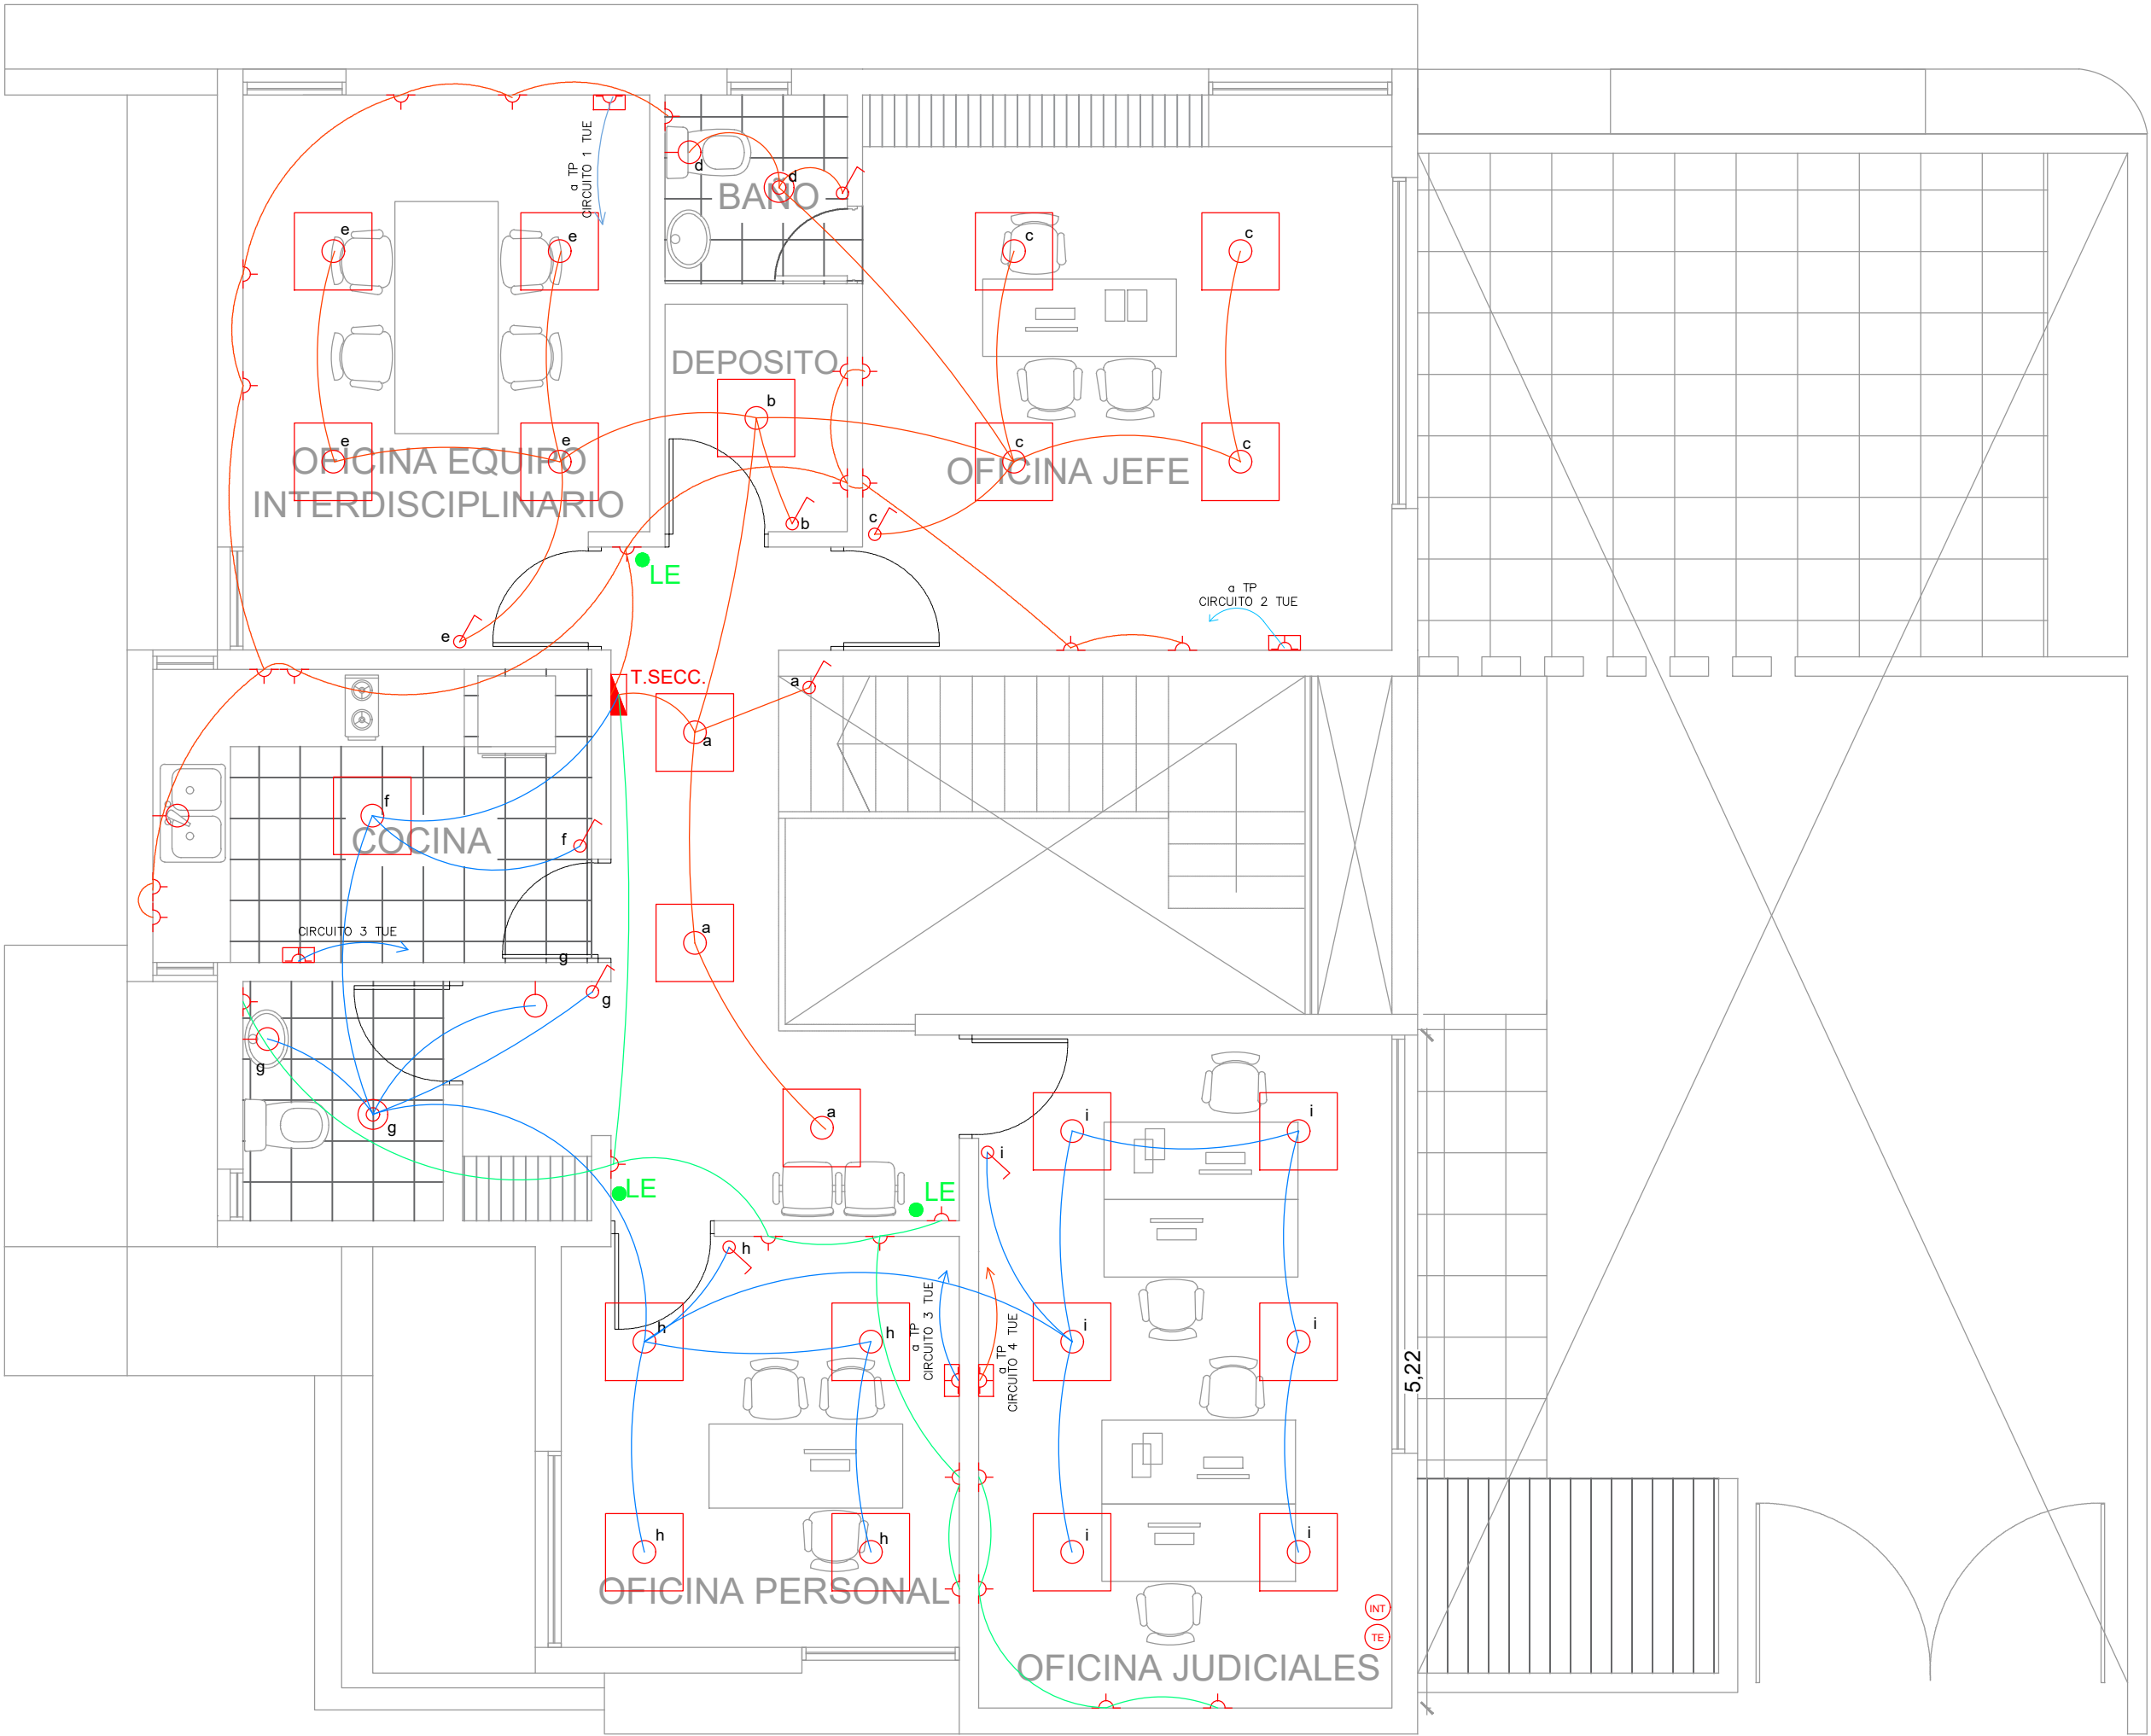 a TP
CIRCUITO 1 TUE
d
d
BAÑO
e
e
c
c
DEPOSITO
b
e
e
c
c
OFICINA EQUIPO
INTERDISCIPLINARIO
OFICINA JEFE
b
c
LE
a TP
CIRCUITO 2 TUE
e
T.SECC.
a
a
f
f
COCINA
CIRCUITO 3 TUE
a
g
g
g
g
a
i
i
i
LE
LE
h
h
h
a TP
CIRCUITO 3 TUE
a TP
CIRCUITO 4 TUE
i
i
5,22
h
h
i
i
OFICINA PERSONAL
INT
TE
OFICINA JUDICIALES